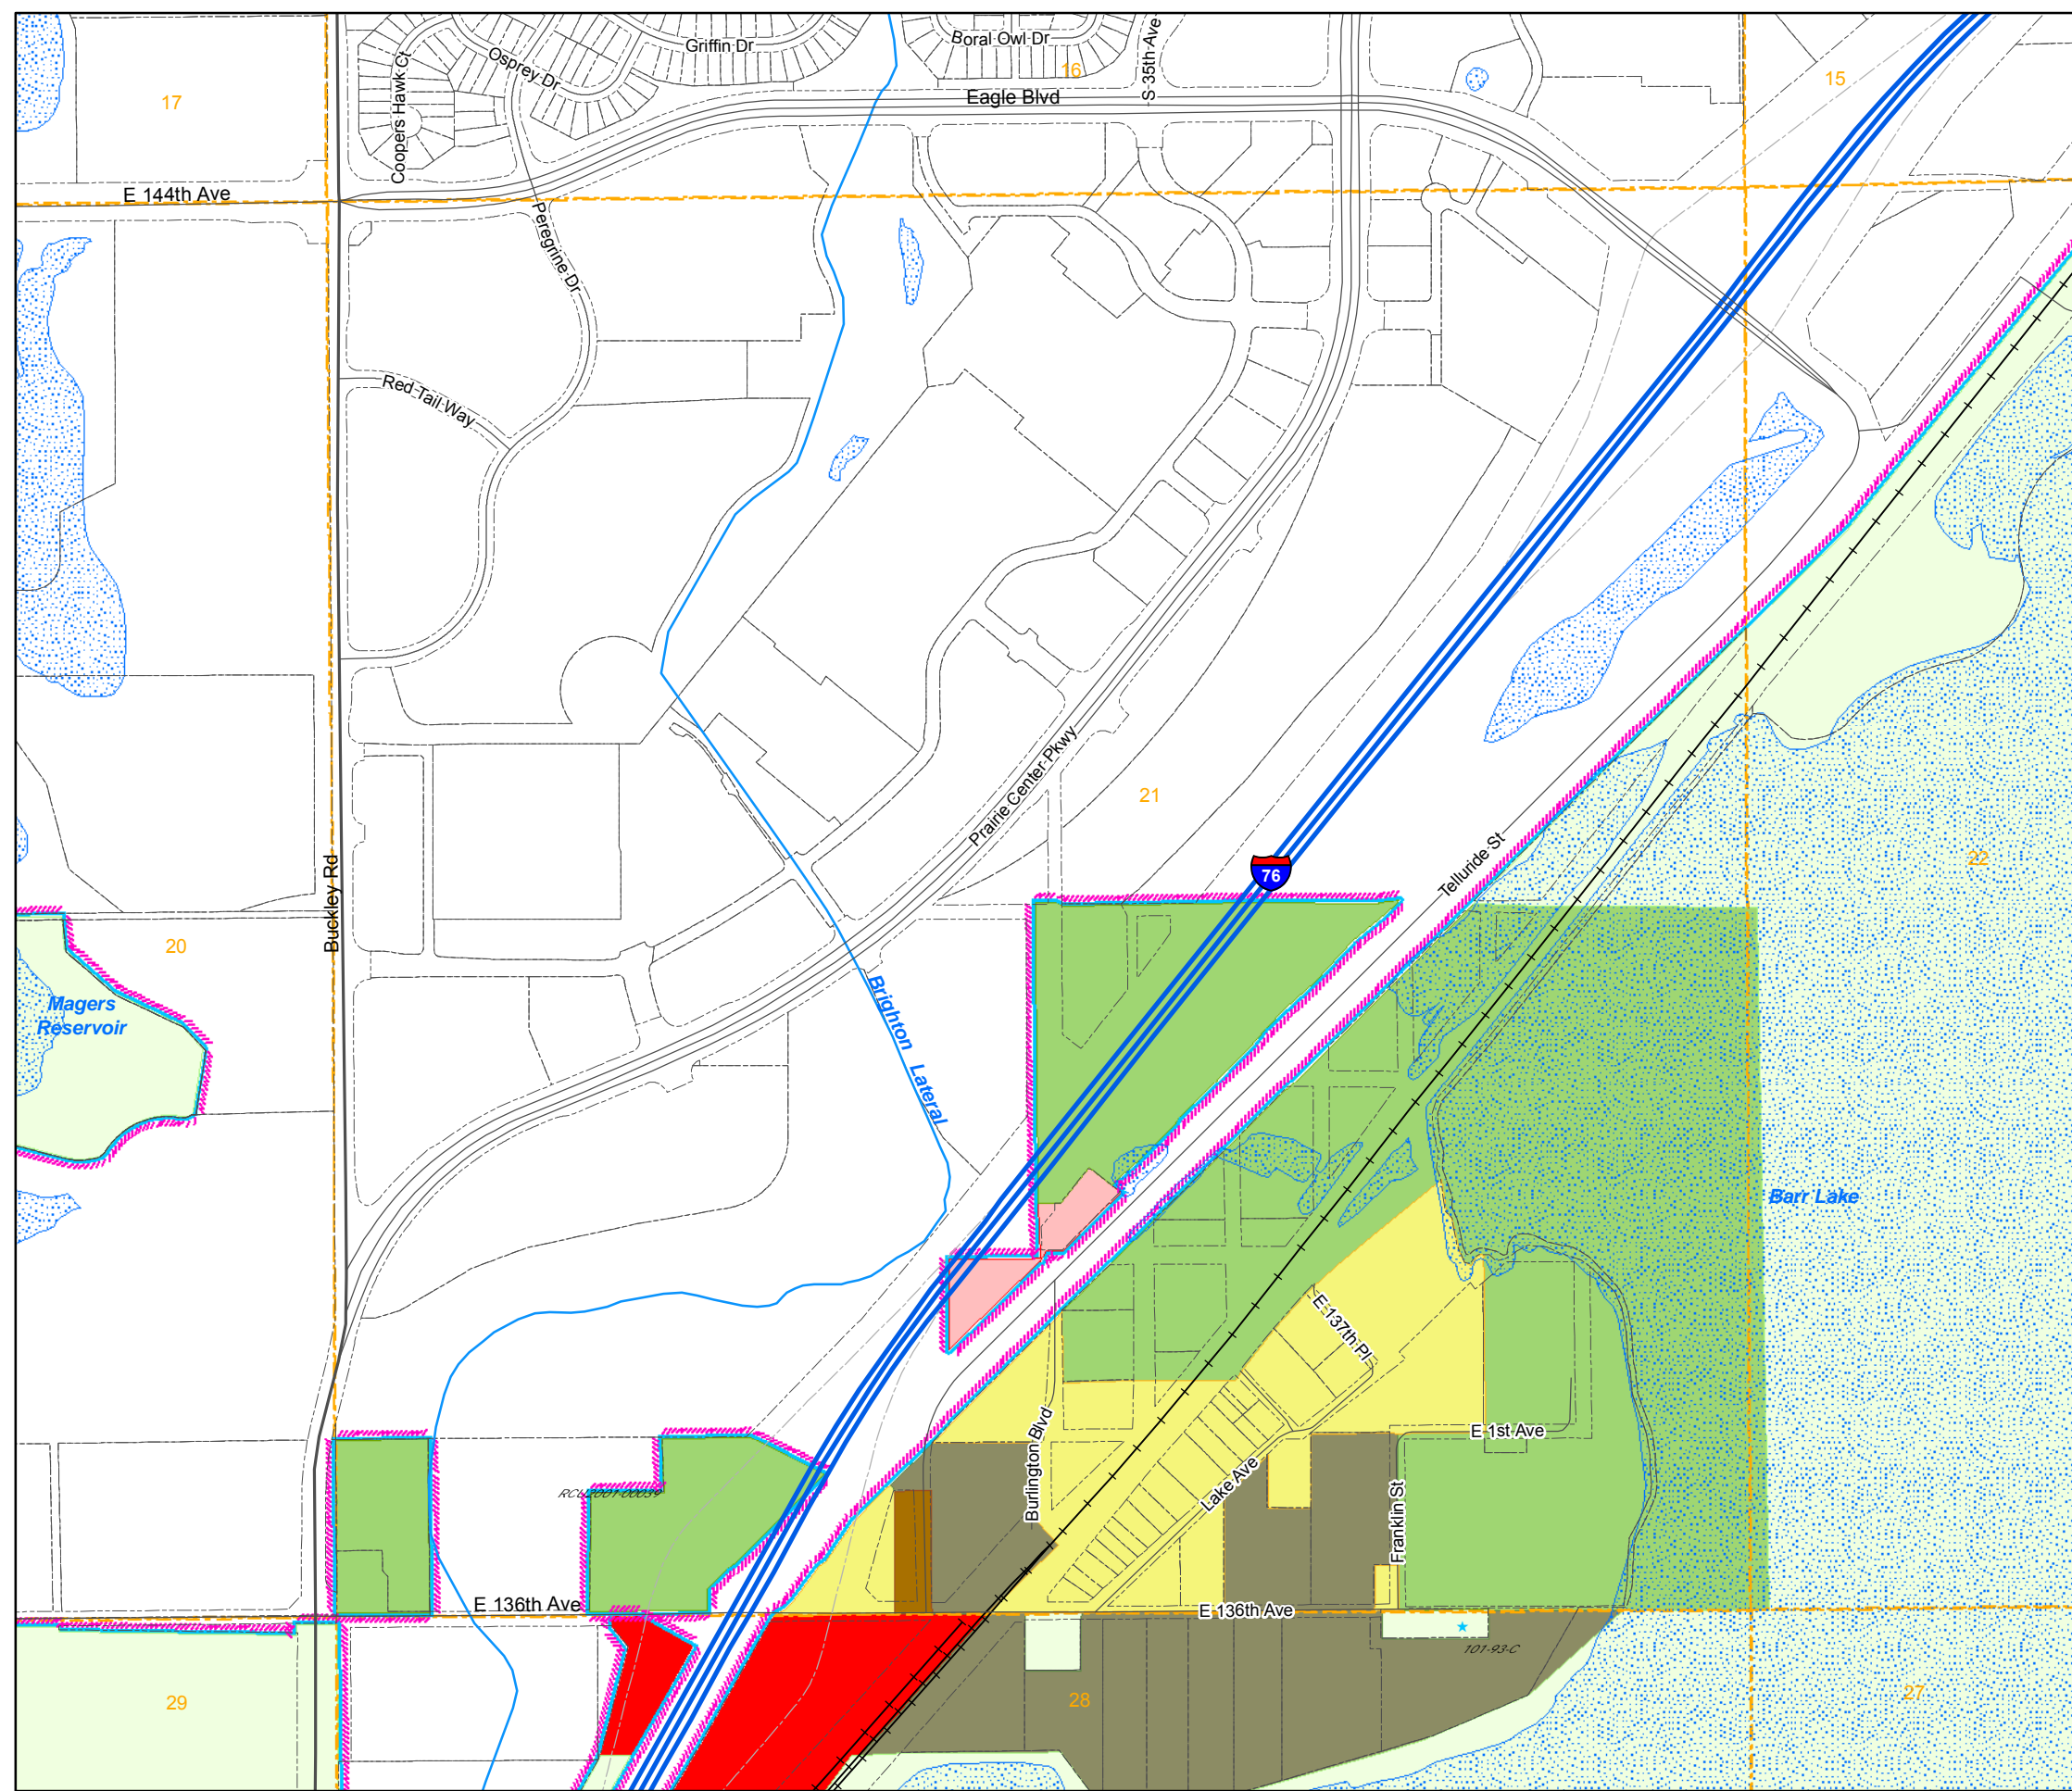 Griffin Dr
Boral Owl Dr
S 35th Ave
Osprey Dr
Coopers Hawk Ct
16
15
17
Eagle Blvd
E 144th Ave
Peregrine Dr
Red Tail Way
Prairie Center Pkwy
21
Telluride St
76
22
Buckley Rd
20
Magers
Reservoir
Brighton Lateral
Barr Lake
E 137th Pl
E 1st Ave
Burlington Blvd
Lake Ave
Franklin St
RCU2001-00039
E 136th Ave
E 136th Ave
101-93-C
29
28
27